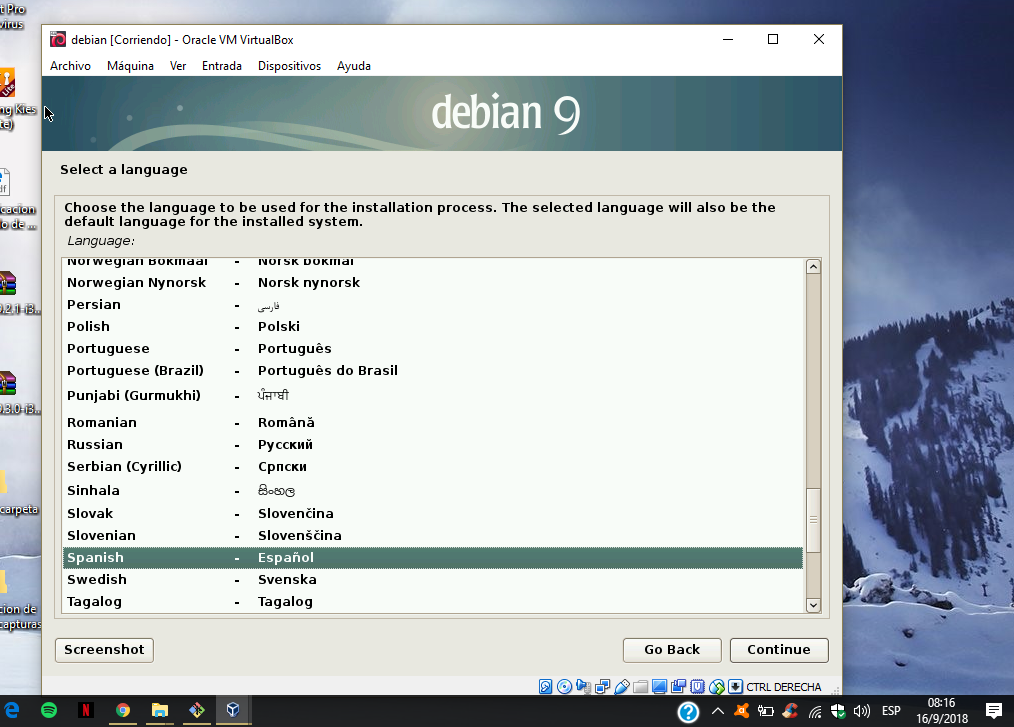 t Pro
virus
debian [Corriendo] - Oracle VM VirtualBox
Archivo Máquina Ver Entrada Dispositivos Ayuda
debian 9
Lite
ng Kies
te)
Select a language
Choose the language to be used for the installation process. The selected language will also be the
default language for the installed system.
Language:
df
cacion
o de ...
Norwegian Bokmaal - Norsk bokmål
Norwegian Nynorsk - Norsk nynorsk
Persian - فارسی
Polish - Polski
Portuguese - Português
Portuguese (Brazil) - Português do Brasil
Punjabi (Gurmukhi) - ਪੰਜਾਬੀ
Romanian - Română
Russian - Русский
Serbian (Cyrillic) - Српски
Sinhala - සිංහල
Slovak - Slovenčina
Slovenian - Slovenščina
Spanish - Español
Swedish - Svenska
Tagalog - Tagalog
.2.1-i3...
.3.0-i3...
carpeta
cion de
capturas
Screenshot Go Back Continue
CTRL DERECHA
ESP
08:16
16/9/2018